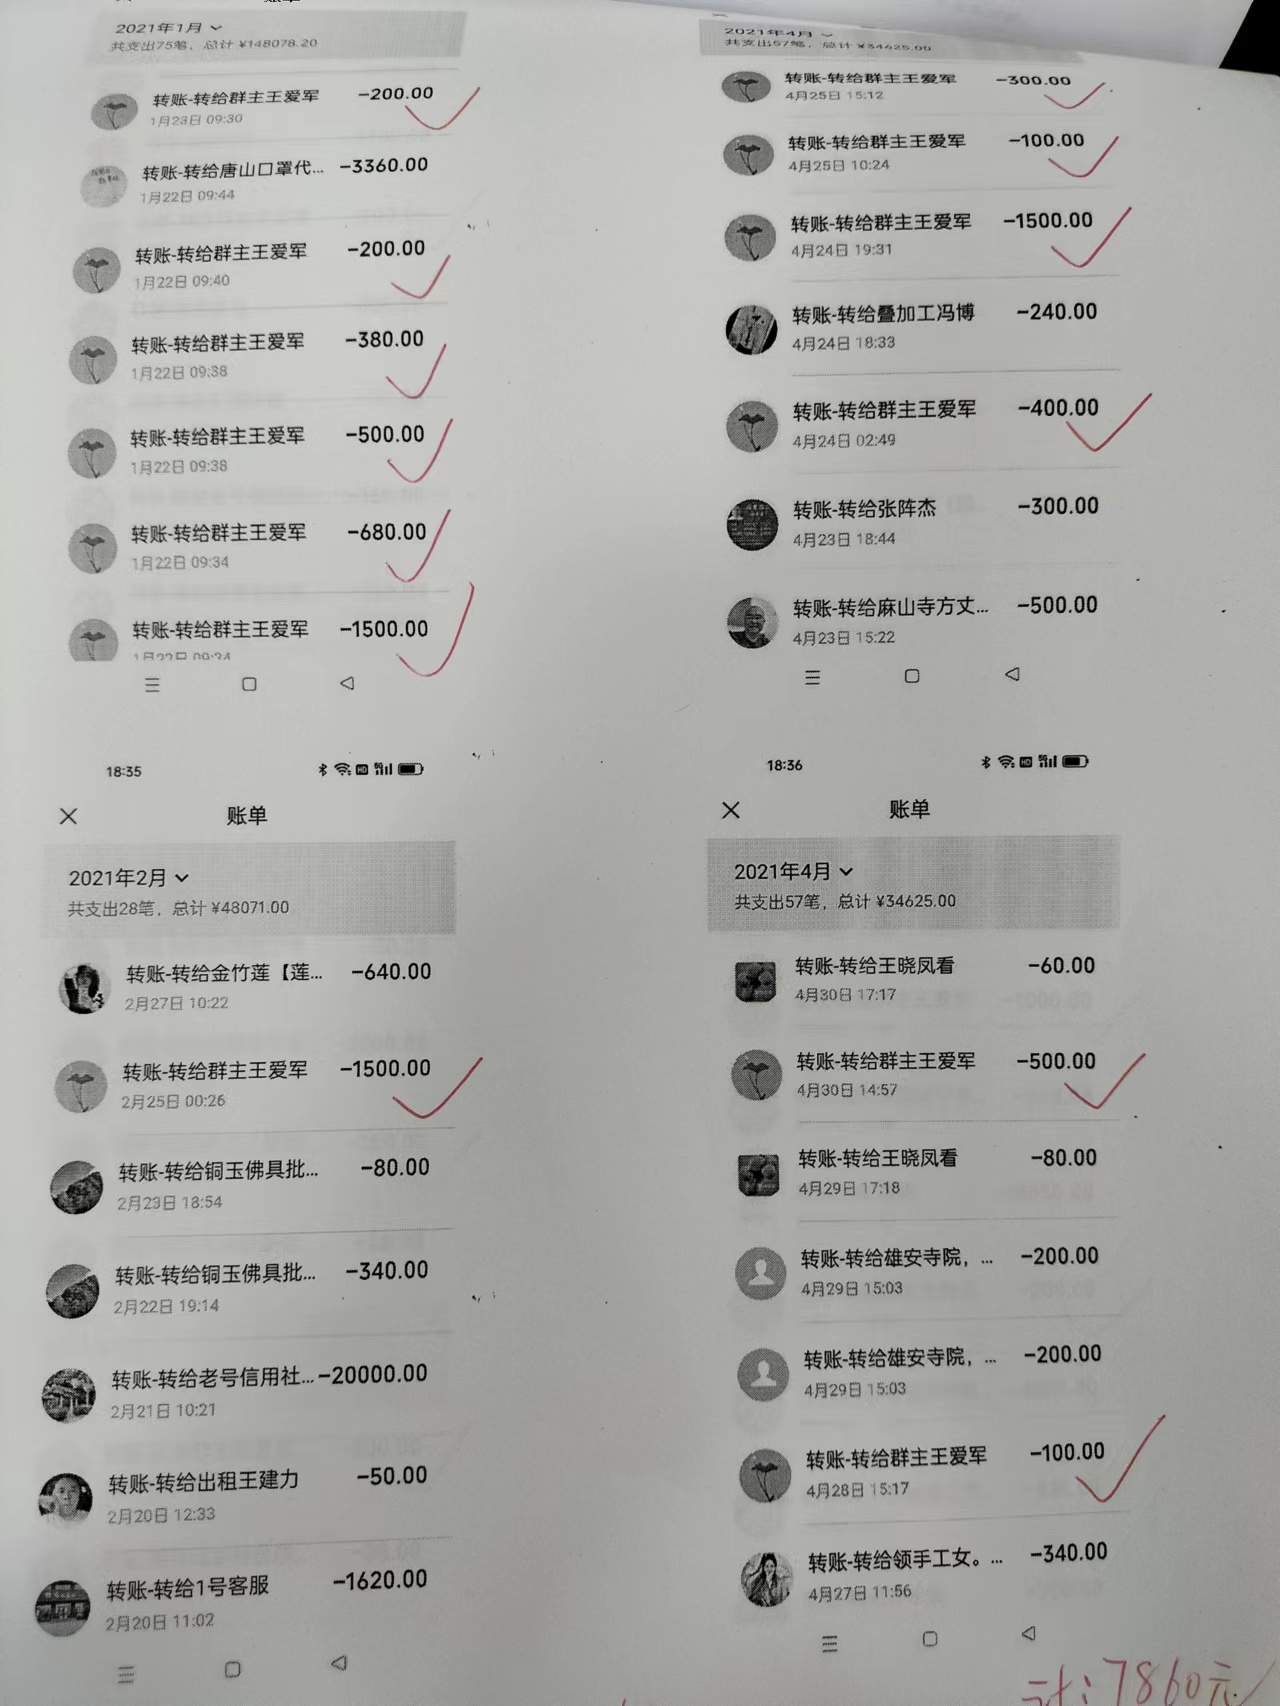 账单
2021年1月
共支出75笔，总计 ¥148078.20
转账-转给群主王爱军 -200.00
1月23日 09:30
转账-转给唐山口罩代... -3360.00
1月22日 09:44
转账-转给群主王爱军 -200.00
1月22日 09:40
转账-转给群主王爱军 -380.00
1月22日 09:38
转账-转给群主王爱军 -500.00
1月22日 09:38
转账-转给群主王爱军 -680.00
1月22日 09:34
转账-转给群主王爱军 -1500.00
1月22日 09:34
18:35
账单
2021年2月
共支出28笔，总计 ¥48071.00
转账-转给金竹莲【莲... -640.00
2月27日 10:22
转账-转给群主王爱军 -1500.00
2月25日 00:26
转账-转给铜玉佛具批... -80.00
2月23日 18:54
转账-转给铜玉佛具批... -340.00
2月22日 19:14
转账-转给老号信用社... -20000.00
2月21日 10:21
转账-转给出租王建力 -50.00
2月20日 12:33
转账-转给1号客服 -1620.00
2月20日 11:02
2021年4月
共支出57笔，总计 ¥34625.00
转账-转给群主王爱军 -300.00
4月25日 15:12
转账-转给群主王爱军 -100.00
4月25日 10:24
转账-转给群主王爱军 -1500.00
4月24日 19:31
转账-转给叠加工冯博 -240.00
4月24日 18:33
转账-转给群主王爱军 -400.00
4月24日 02:49
转账-转给张阵杰 -300.00
4月23日 18:44
转账-转给麻山寺方丈... -500.00
4月23日 15:22
18:36
账单
2021年4月
共支出57笔，总计 ¥34625.00
转账-转给王晓凤看 -60.00
4月30日 17:17
转账-转给群主王爱军 -500.00
4月30日 14:57
转账-转给王晓凤看 -80.00
4月29日 17:18
转账-转给雄安寺院，... -200.00
4月29日 15:03
转账-转给雄安寺院，... -200.00
4月29日 15:03
转账-转给群主王爱军 -100.00
4月28日 15:17
转账-转给领手工女。... -340.00
4月27日 11:56
计：7860元